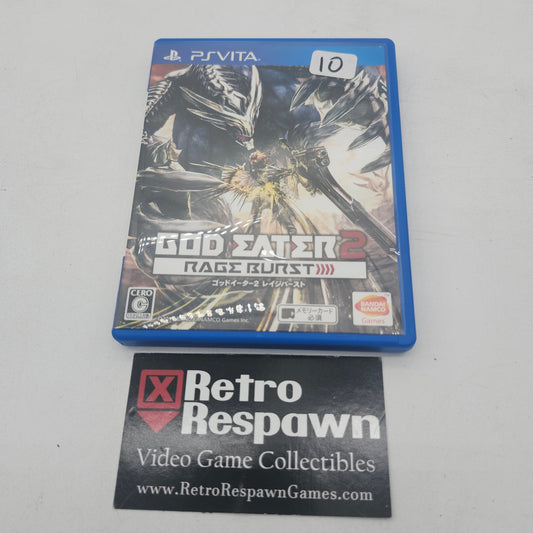 PSVITA
10
GOD EATER 2
RAGE BURST
ゴッドイーター2 レイジバースト
CERO
C
メモリーカード
必須
BANDAI
NAMCO
Games
NAMCO Games Inc.
Retro
Respawn
Video Game Collectibles
www.RetroRespawnGames.com